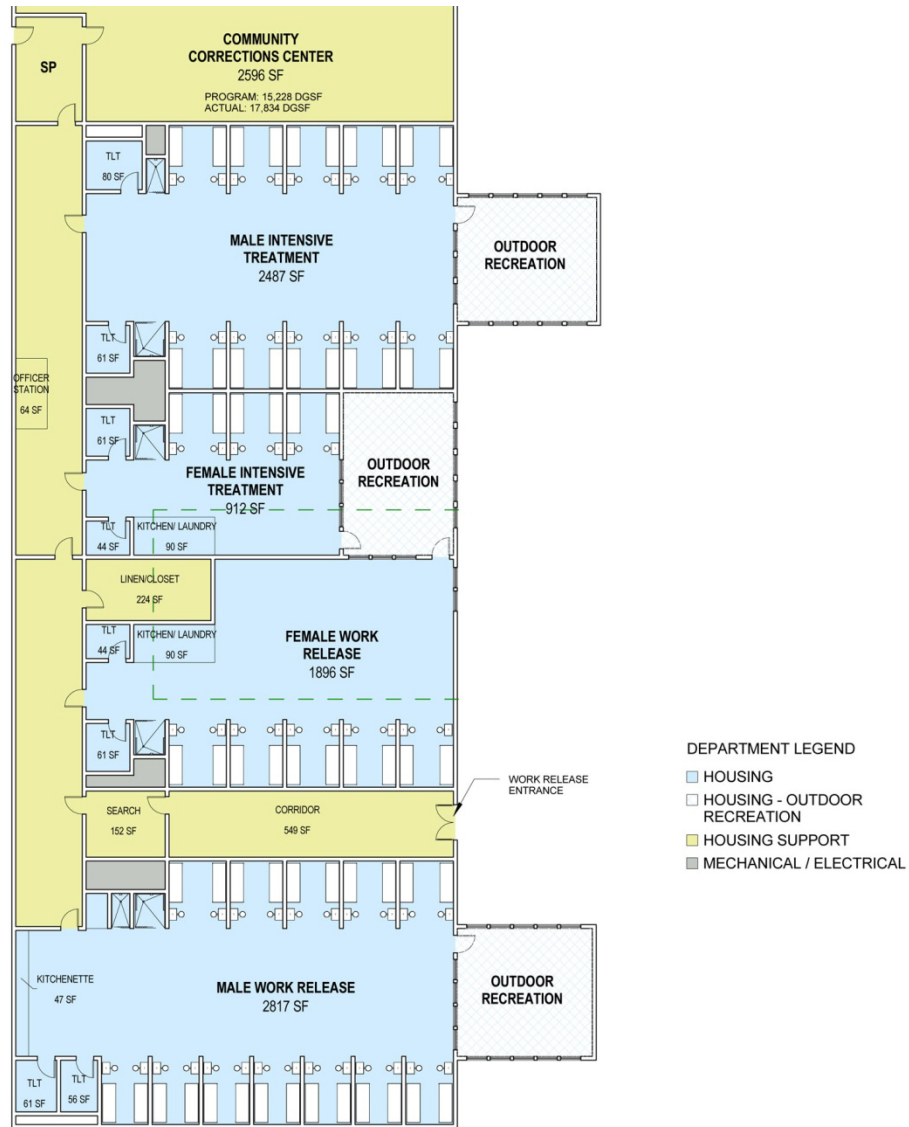 COMMUNITY
CORRECTIONS CENTER
2596 SF
PROGRAM: 15,228 DGSF
ACTUAL: 17,834 DGSF
SP
TLT
80 SF
MALE INTENSIVE
TREATMENT
2487 SF
OUTDOOR
RECREATION
TLT
61 SF
OFFICER
STATION
64 SF
TLT
61 SF
FEMALE INTENSIVE
TREATMENT
912 SF
OUTDOOR
RECREATION
TLT
44 SF
KITCHEN/ LAUNDRY
90 SF
LINEN/CLOSET
224 SF
TLT
44 SF
KITCHEN/ LAUNDRY
90 SF
FEMALE WORK
RELEASE
1896 SF
TLT
61 SF
WORK RELEASE
ENTRANCE
SEARCH
152 SF
CORRIDOR
549 SF
KITCHENETTE
47 SF
MALE WORK RELEASE
2817 SF
OUTDOOR
RECREATION
TLT
61 SF
TLT
56 SF
DEPARTMENT LEGEND
HOUSING
HOUSING - OUTDOOR
RECREATION
HOUSING SUPPORT
MECHANICAL / ELECTRICAL